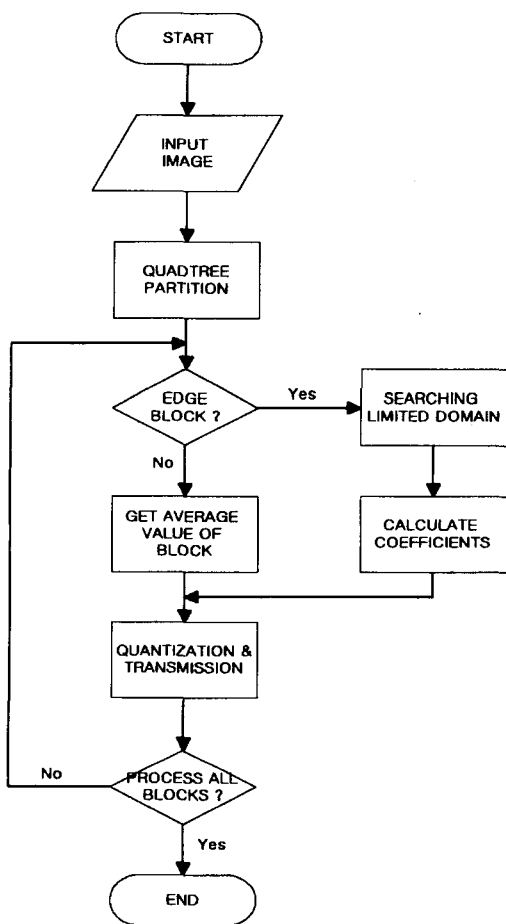 START
INPUT
IMAGE
QUADTREE
PARTITION
EDGE
BLOCK ?
Yes
SEARCHING
LIMITED DOMAIN
No
GET AVERAGE
VALUE OF
BLOCK
CALCULATE
COEFFICIENTS
QUANTIZATION &
TRANSMISSION
No
PROCESS ALL
BLOCKS ?
Yes
END